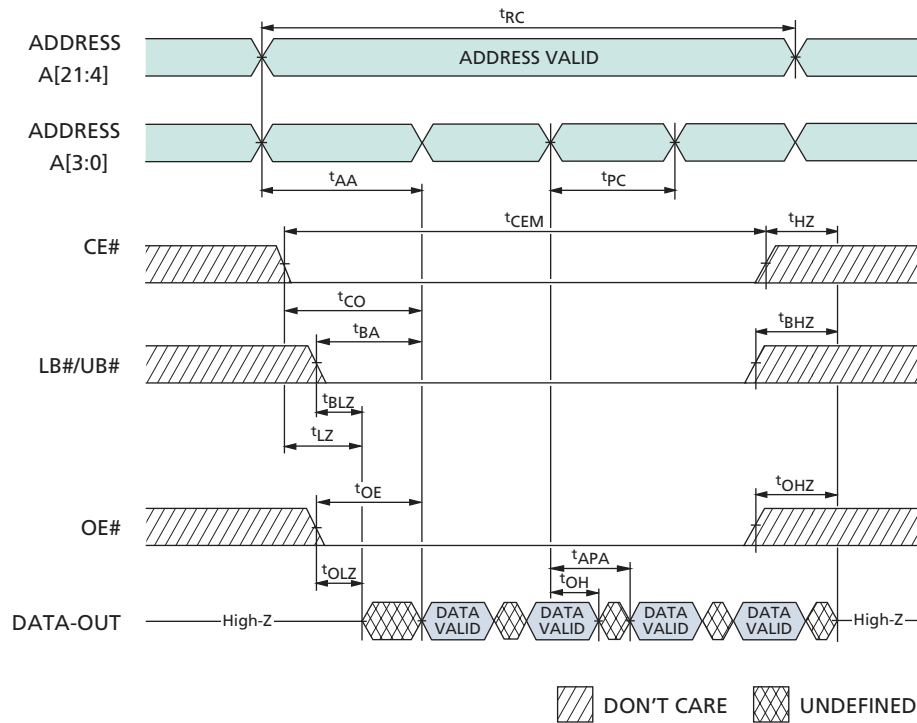 tRC
ADDRESS
A[21:4]
ADDRESS VALID
ADDRESS
A[3:0]
tAA
tPC
tCEM
tHZ
CE#
tCO
tBA
tBHZ
LB#/UB#
tBLZ
tLZ
tOE
tOHZ
OE#
tAPA
tOLZ
tOH
DATA-OUT
High-Z
DATA
VALID
DATA
VALID
DATA
VALID
DATA
VALID
High-Z
DON'T CARE
UNDEFINED